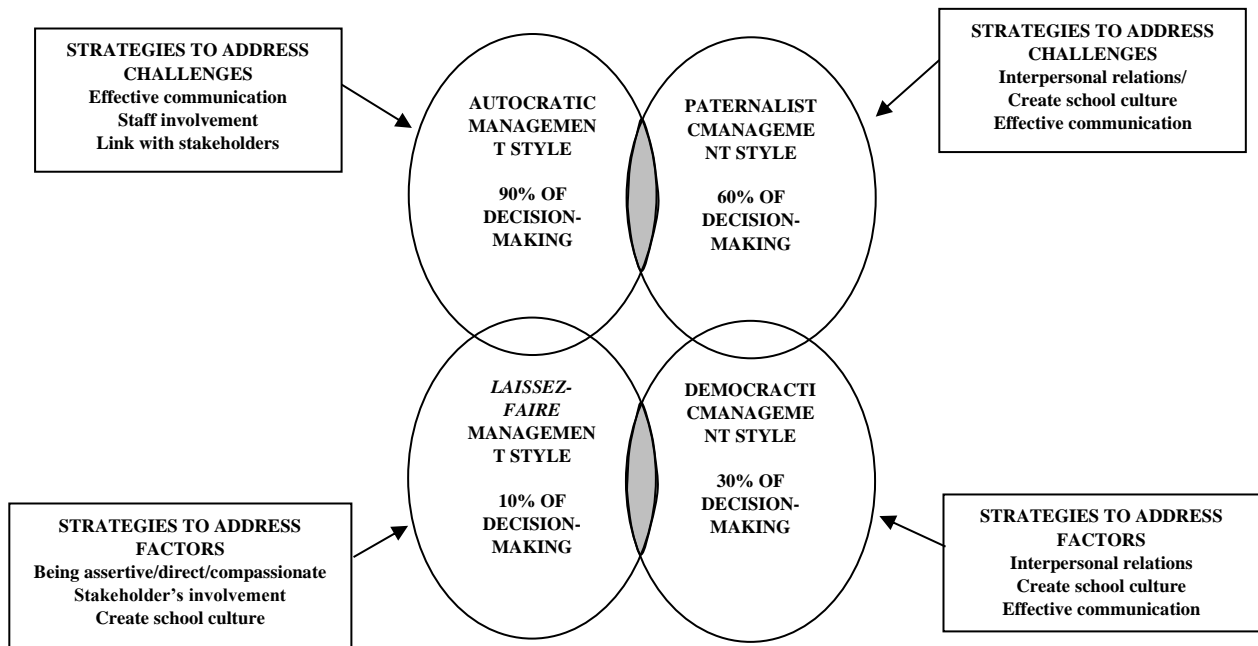 STRATEGIES TO ADDRESS
CHALLENGES
Effective communication
Staff involvement
Link with stakeholders
AUTOCRATIC
MANAGEMEN
T STYLE
90% OF
DECISION-
MAKING
PATERNALIST
CMANAGEME
NT STYLE
60% OF
DECISION-
MAKING
STRATEGIES TO ADDRESS
CHALLENGES
Interpersonal relations/
Create school culture
Effective communication
LAISSEZ-
FAIRE
MANAGEMEN
T STYLE
10% OF
DECISION-
MAKING
DEMOCRACTI
CMANAGEME
NT STYLE
30% OF
DECISION-
MAKING
STRATEGIES TO ADDRESS
FACTORS
Being assertive/direct/compassionate
Stakeholder’s involvement
Create school culture
STRATEGIES TO ADDRESS
FACTORS
Interpersonal relations
Create school culture
Effective communication